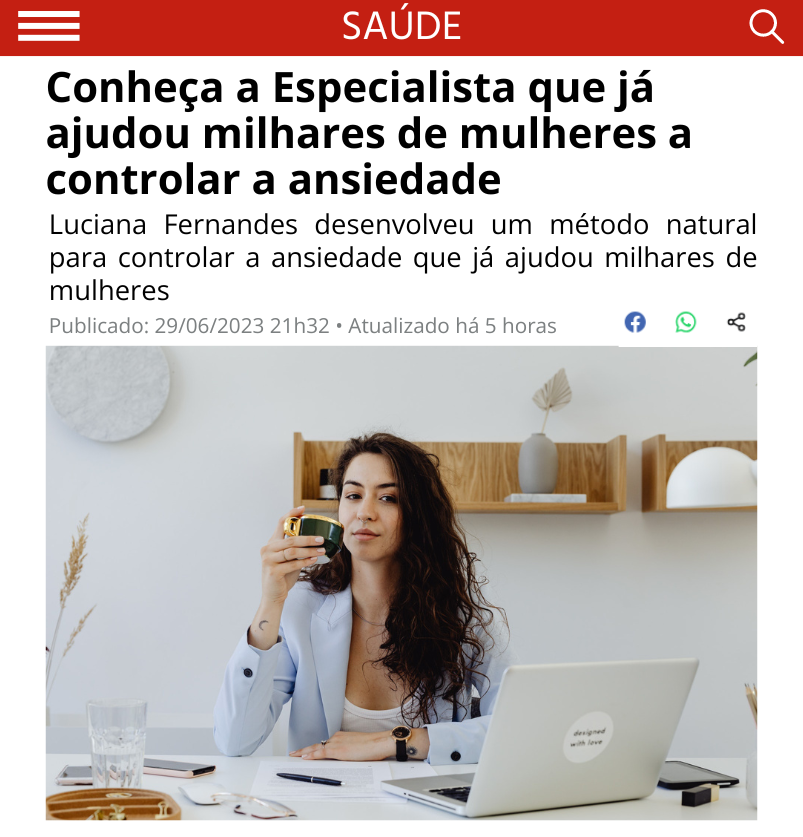 SAÚDE
Conheça a Especialista que já
ajudou milhares de mulheres a
controlar a ansiedade
Luciana Fernandes desenvolveu um método natural
para controlar a ansiedade que já ajudou milhares de
mulheres
Publicado: 29/06/2023 21h32 • Atualizado há 5 horas
designed
with love